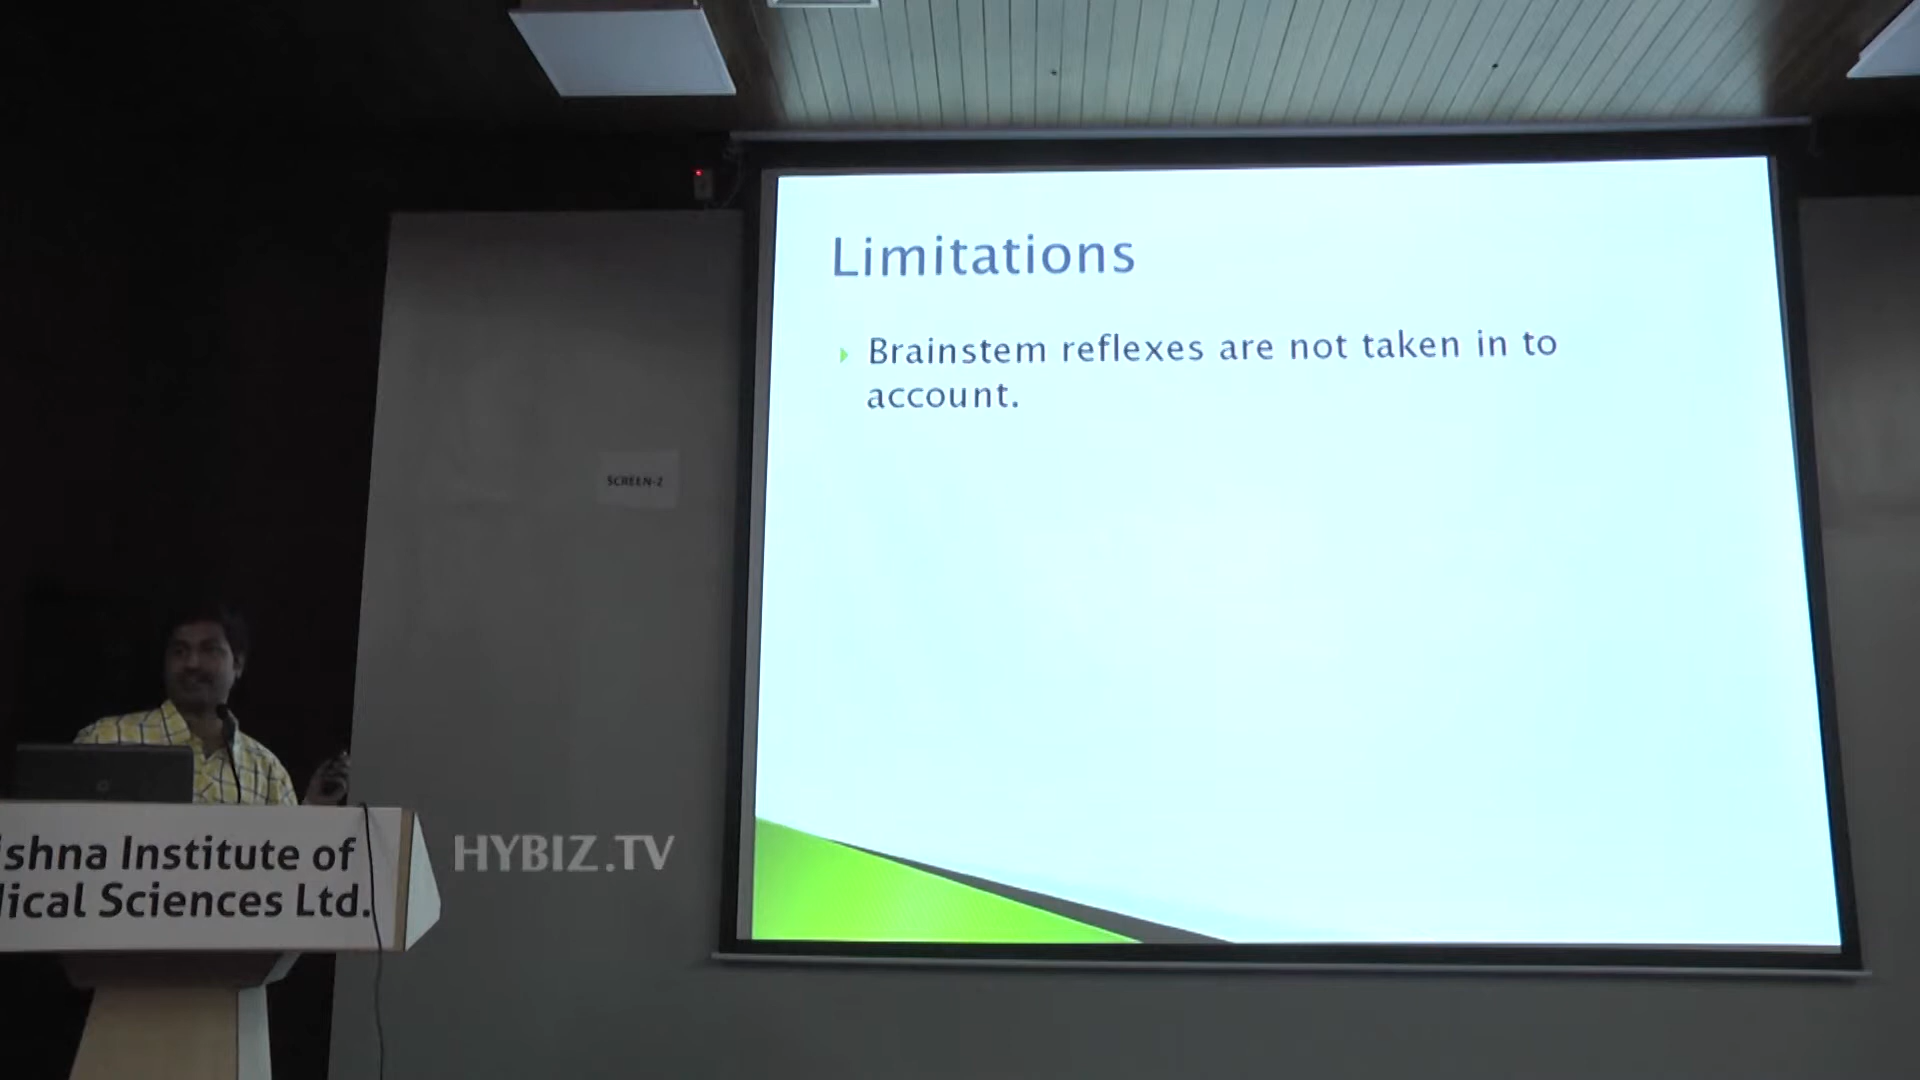 Limitations
Brainstem reflexes are not taken in to
account.
SCREEN-2
shna Institute of
ical Sciences Ltd.
HYBIZ.TV